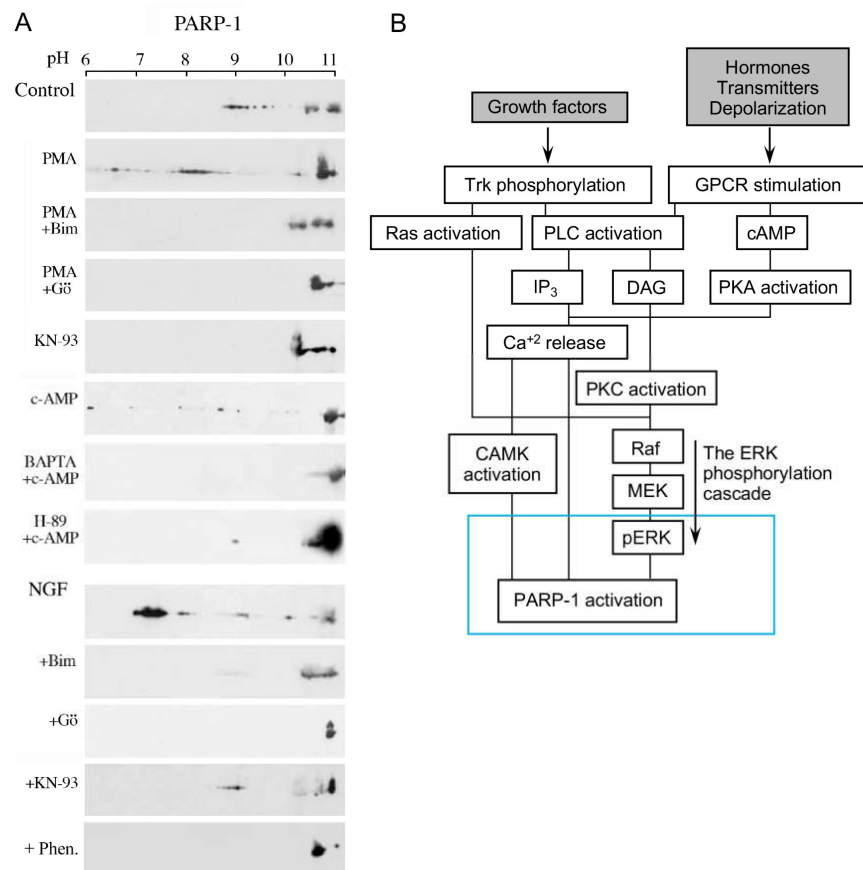 A
PARP-1
pH
6 7 8 9 10 11
Control
PMA
PMA
+Bim
PMA
+Gö
KN-93
c-AMP
BAPTA
+c-AMP
H-89
+c-AMP
NGF
+Bim
+Gö
+KN-93
+ Phen.
B
Growth factors
Hormones
Transmitters
Depolarization
Trk phosphorylation
GPCR stimulation
Ras activation
PLC activation
cAMP
IP3
DAG
PKA activation
Ca+2 release
PKC activation
CAMK
activation
Raf
MEK
pERK
The ERK
phosphorylation
cascade
PARP-1 activation